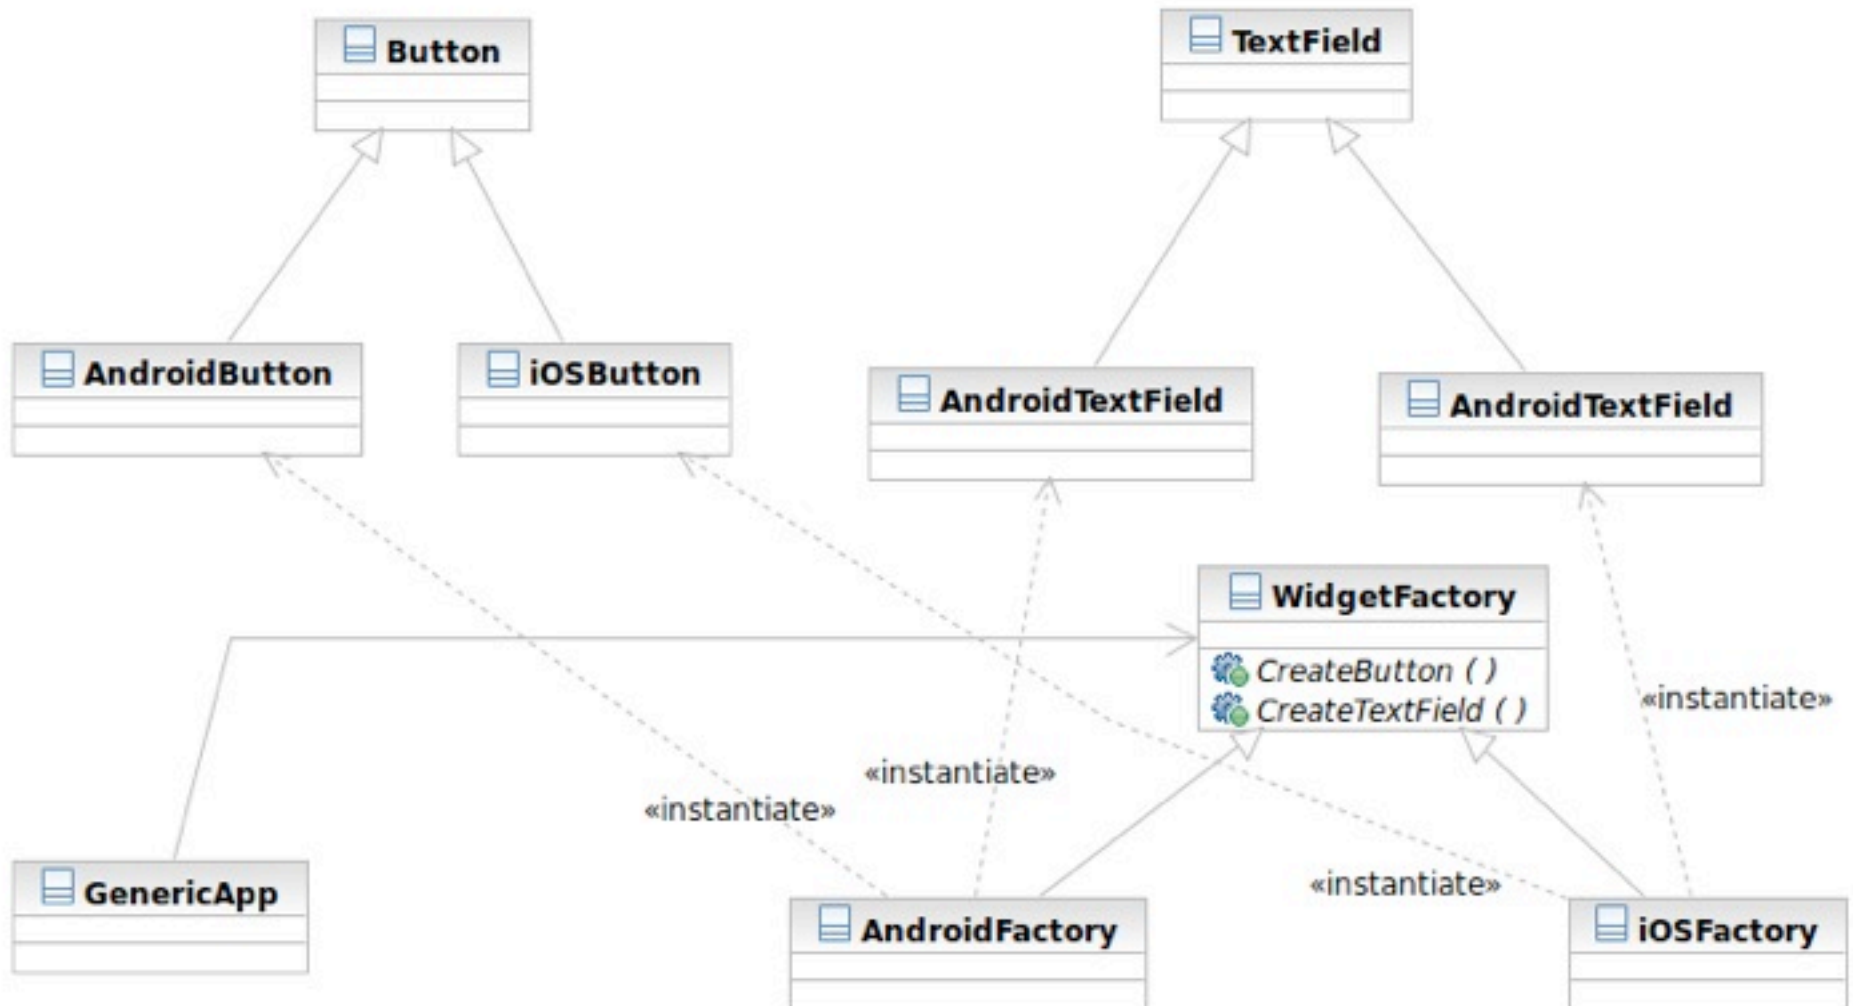 Button
TextField
AndroidButton
iOSButton
AndroidTextField
AndroidTextField
WidgetFactory
CreateButton ( )
CreateTextField ( )
«instantiate»
«instantiate»
«instantiate»
«instantiate»
GenericApp
AndroidFactory
iOSFactory